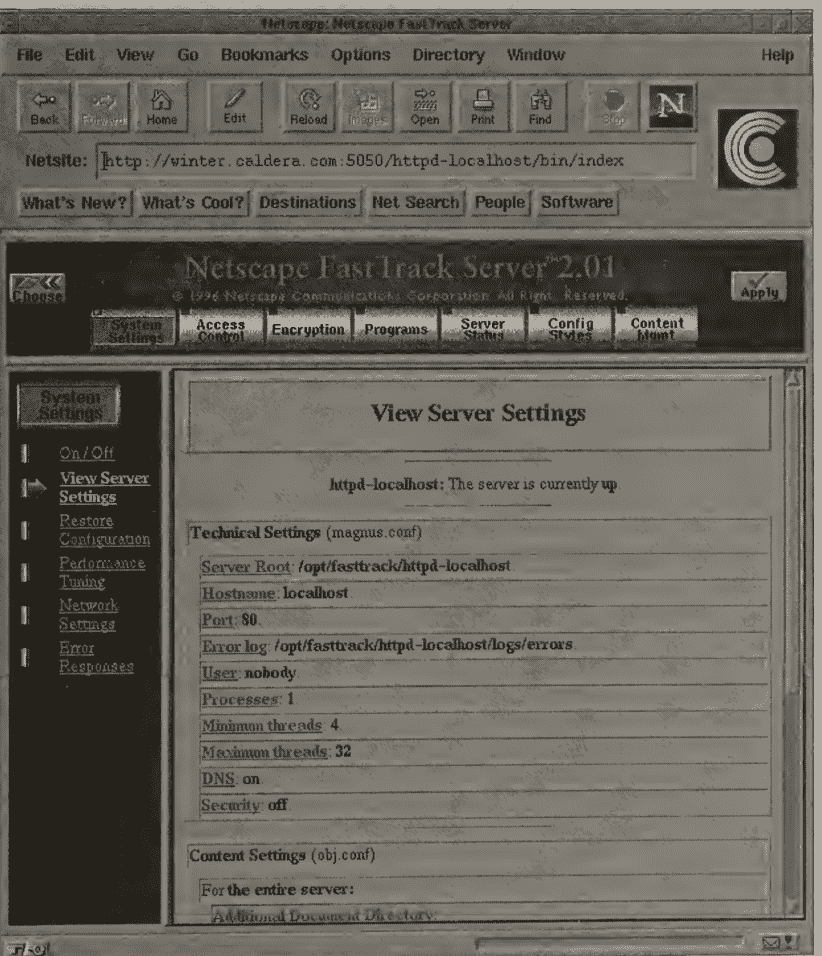 Netscape: Netscape FastTrack Server
File Edit View Go Bookmarks Options Directory Window Help
Back Forward Home Edit Reload Images Open Print Find Stop N
Netsite: http://winter.caldera.com:5050/httpd-localhost/bin/index
What's New? What's Cool? Destinations Net Search People Software
Netscape FastTrack Server™ 2.01
Choose
© 1996 Netscape Communications Corporation All Right Reserved.
Apply
System Settings
Access Control
Encryption
Programs
Server Status
Config Styles
Content Mgmt
System
Settings
On/Off
View Server
Settings
Restore
Configuration
Performance
Tuning
Network
Settings
Error
Responses
View Server Settings
httpd-localhost: The server is currently up.
Technical Settings (magnus.conf)
Server Root: /opt/fasttrack/httpd-localhost
Hostname: localhost
Port: 80.
Error log: /opt/fasttrack/httpd-localhost/logs/errors.
User: nobody
Processes: 1
Minimum threads: 4.
Maximum threads: 32
DNS: on.
Security: off
Content Settings (obj.conf)
For the entire server:
Additional Document Directory: